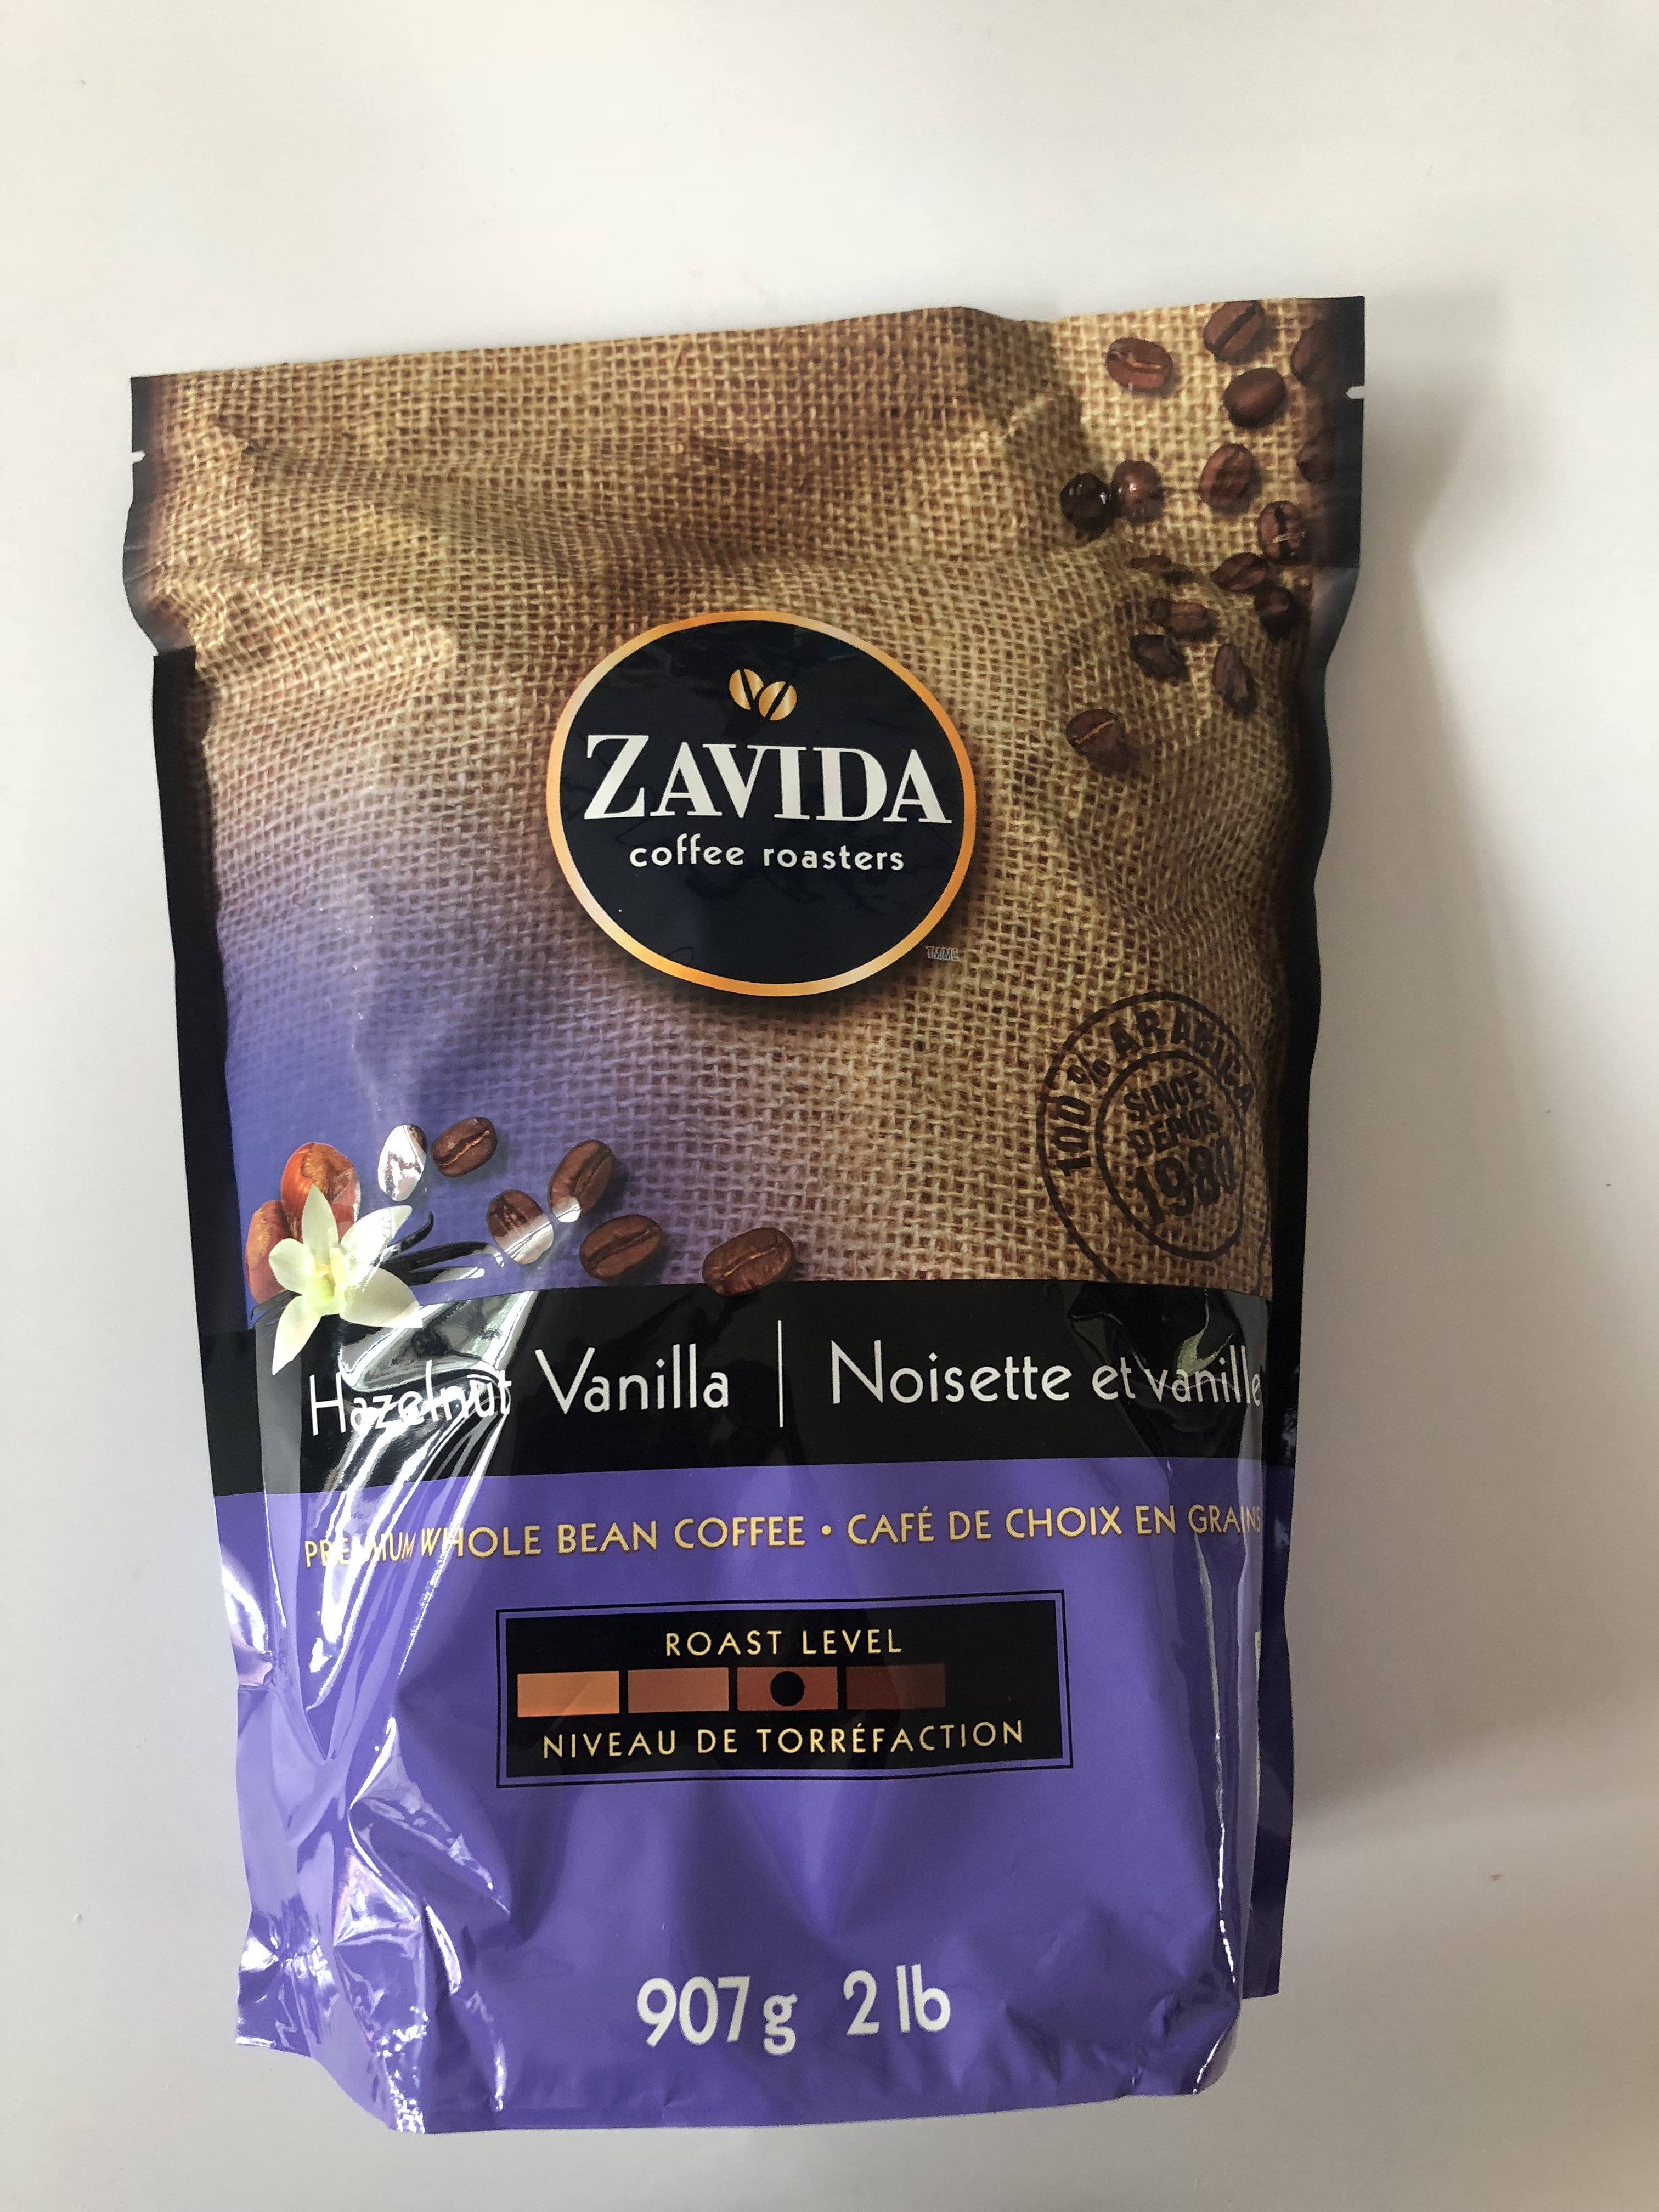 ZAVIDA
coffee roasters
TM/MC
100% ARABICA
SINCE
DEPUIS
1980
Hazelnut Vanilla | Noisette et vanille
PREMIUM WHOLE BEAN COFFEE • CAFÉ DE CHOIX EN GRAINS
ROAST LEVEL
NIVEAU DE TORRÉFACTION
907g 2 lb